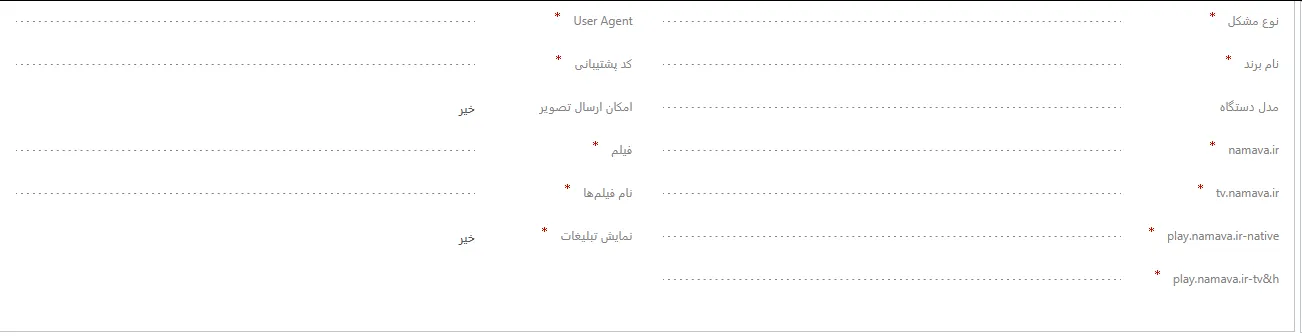 نوع مشکل *
User Agent *
نام برند *
کد پشتیبانی *
مدل دستگاه
امکان ارسال تصویر خیر
namava.ir *
فیلم *
tv.namava.ir *
نام فیلم‌ها *
play.namava.ir-native *
نمایش تبلیغات * خیر
play.namava.ir-tv&h *